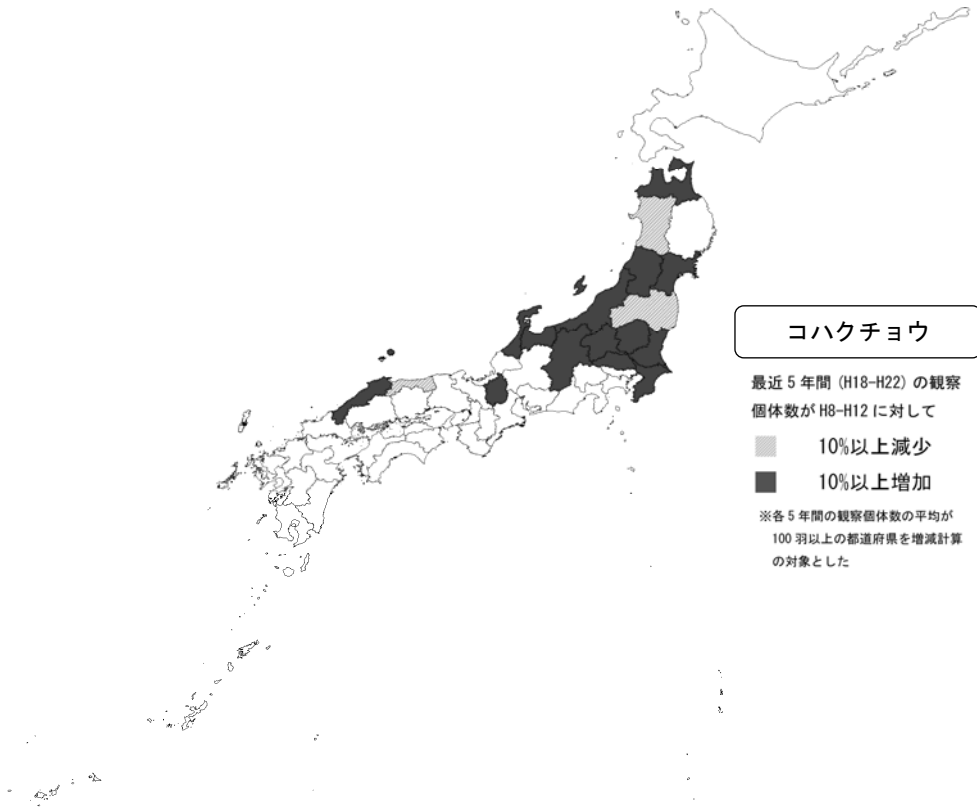 コハクチョウ
最近5年間(H18-H22)の観察
個体数がH8-H12に対して
10%以上減少
10%以上増加
※各5年間の観察個体数の平均が
100羽以上の都道府県を増減計算
の対象とした